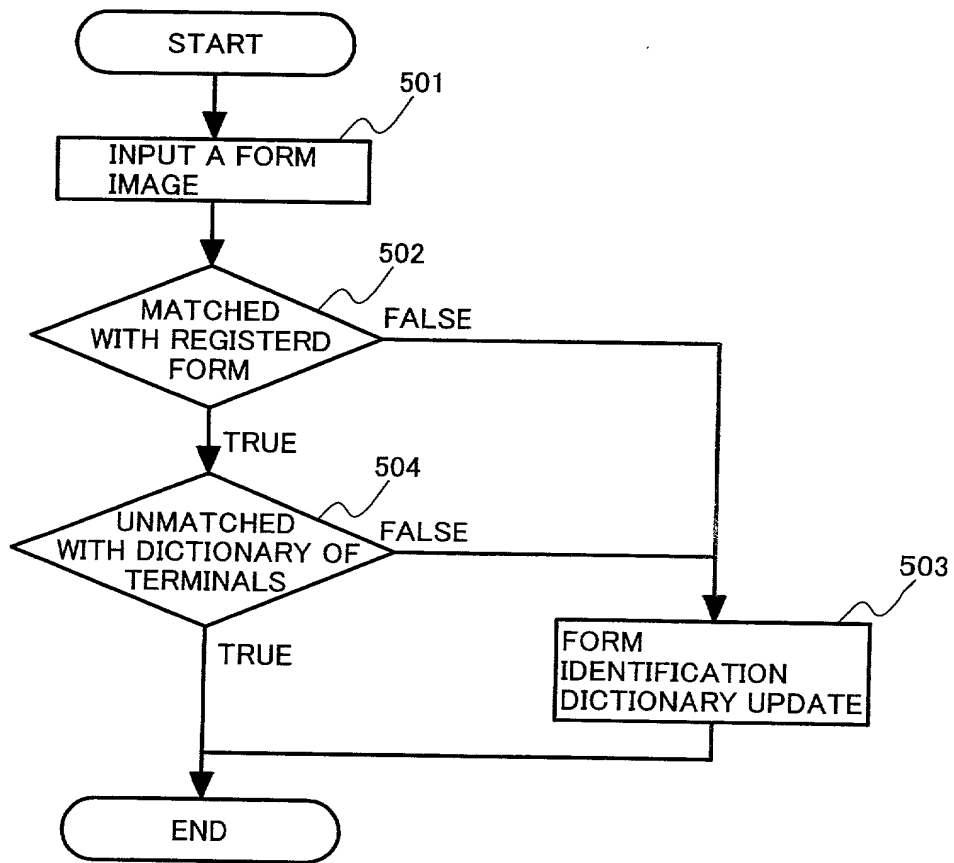 START
501
INPUT A FORM
IMAGE
502
MATCHED
WITH REGISTERD
FORM
FALSE
TRUE
504
UNMATCHED
WITH DICTIONARY OF
TERMINALS
FALSE
503
TRUE
FORM
IDENTIFICATION
DICTIONARY UPDATE
END